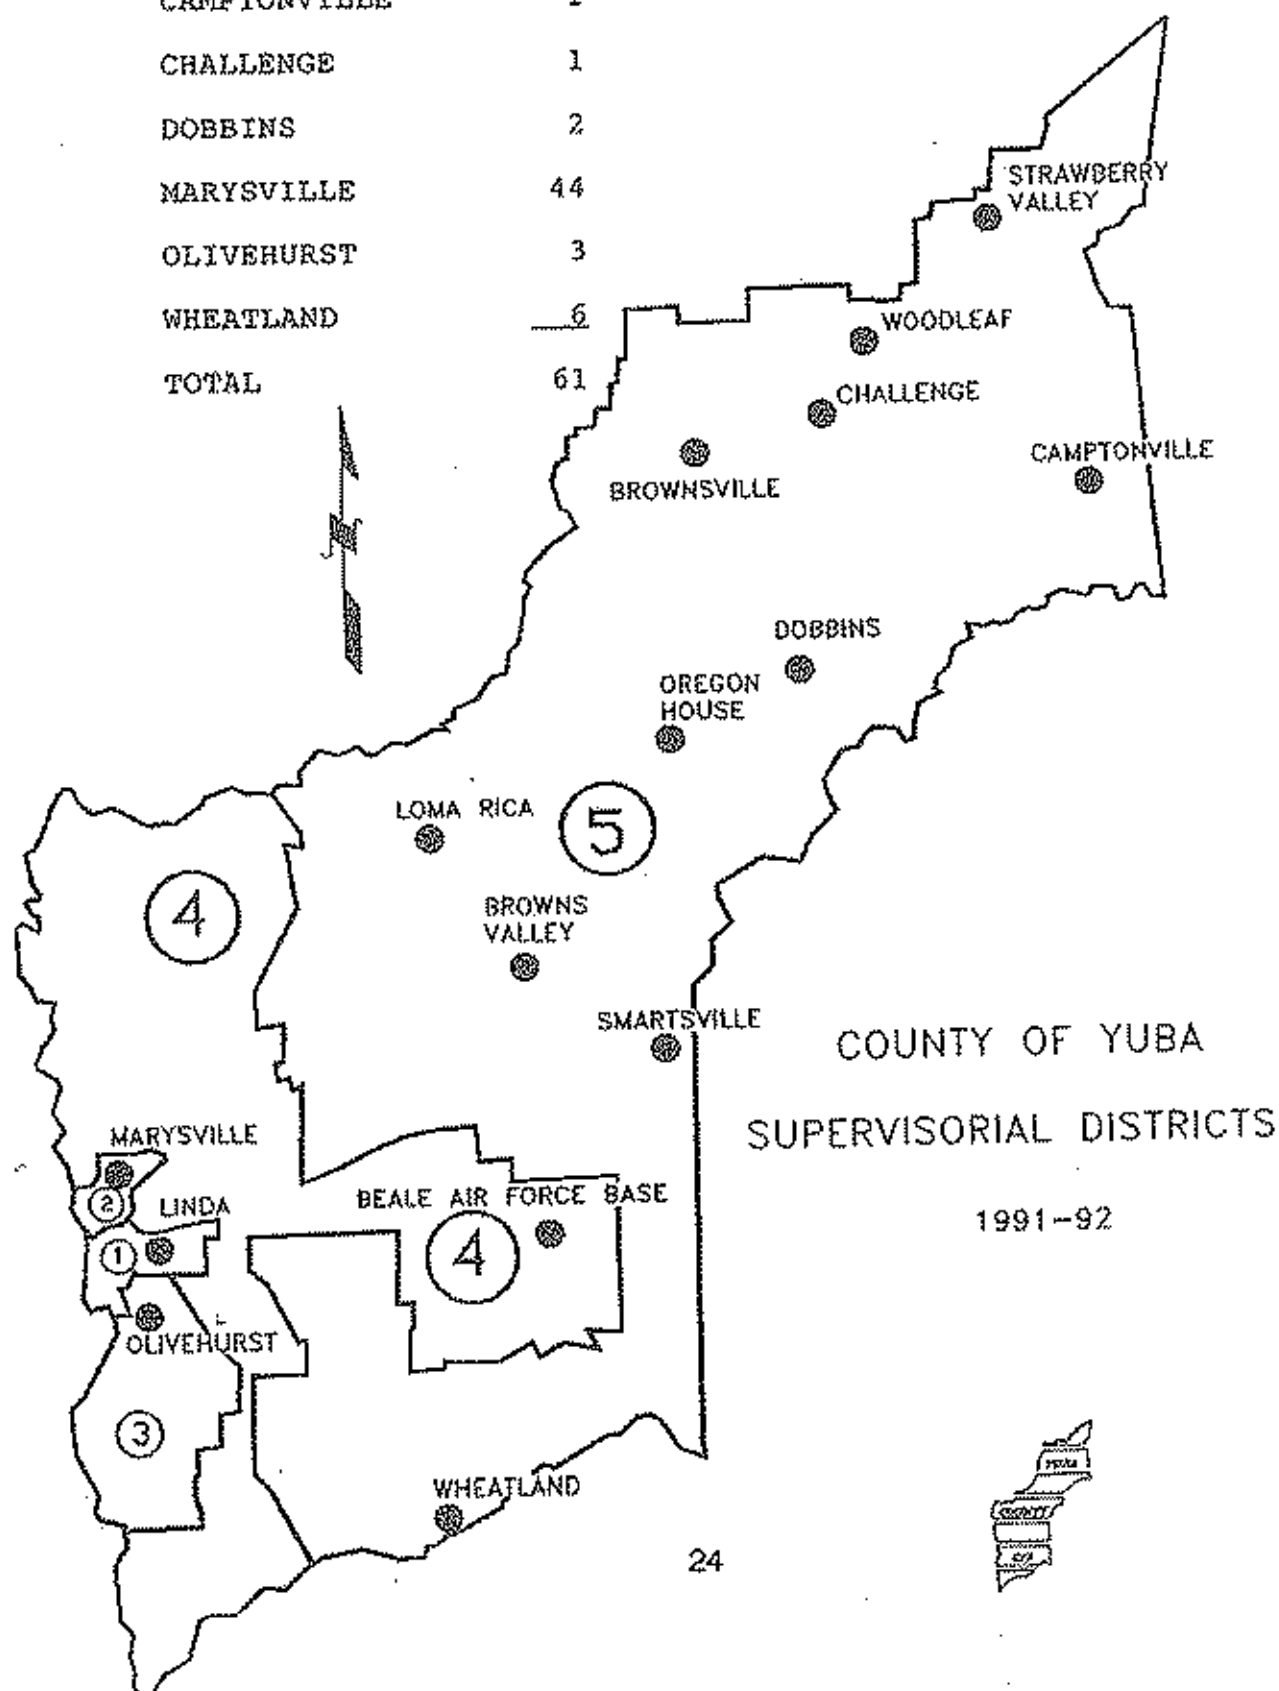 CAMPTONVILLE 1
CHALLENGE 1
DOBBINS 2
MARYSVILLE 44
OLIVEHURST 3
WHEATLAND 6
TOTAL 61
STRAWBERRY
VALLEY
WOODLEAF
CHALLENGE
CAMPTONVILLE
BROWNSVILLE
DOBBINS
OREGON
HOUSE
LOMA RICA
5
4
BROWNS
VALLEY
SMARTSVILLE
COUNTY OF YUBA
SUPERVISORIAL DISTRICTS
1991-92
MARYSVILLE
2
LINDA
BEALE AIR FORCE BASE
1
4
OLIVEHURST
3
WHEATLAND
24